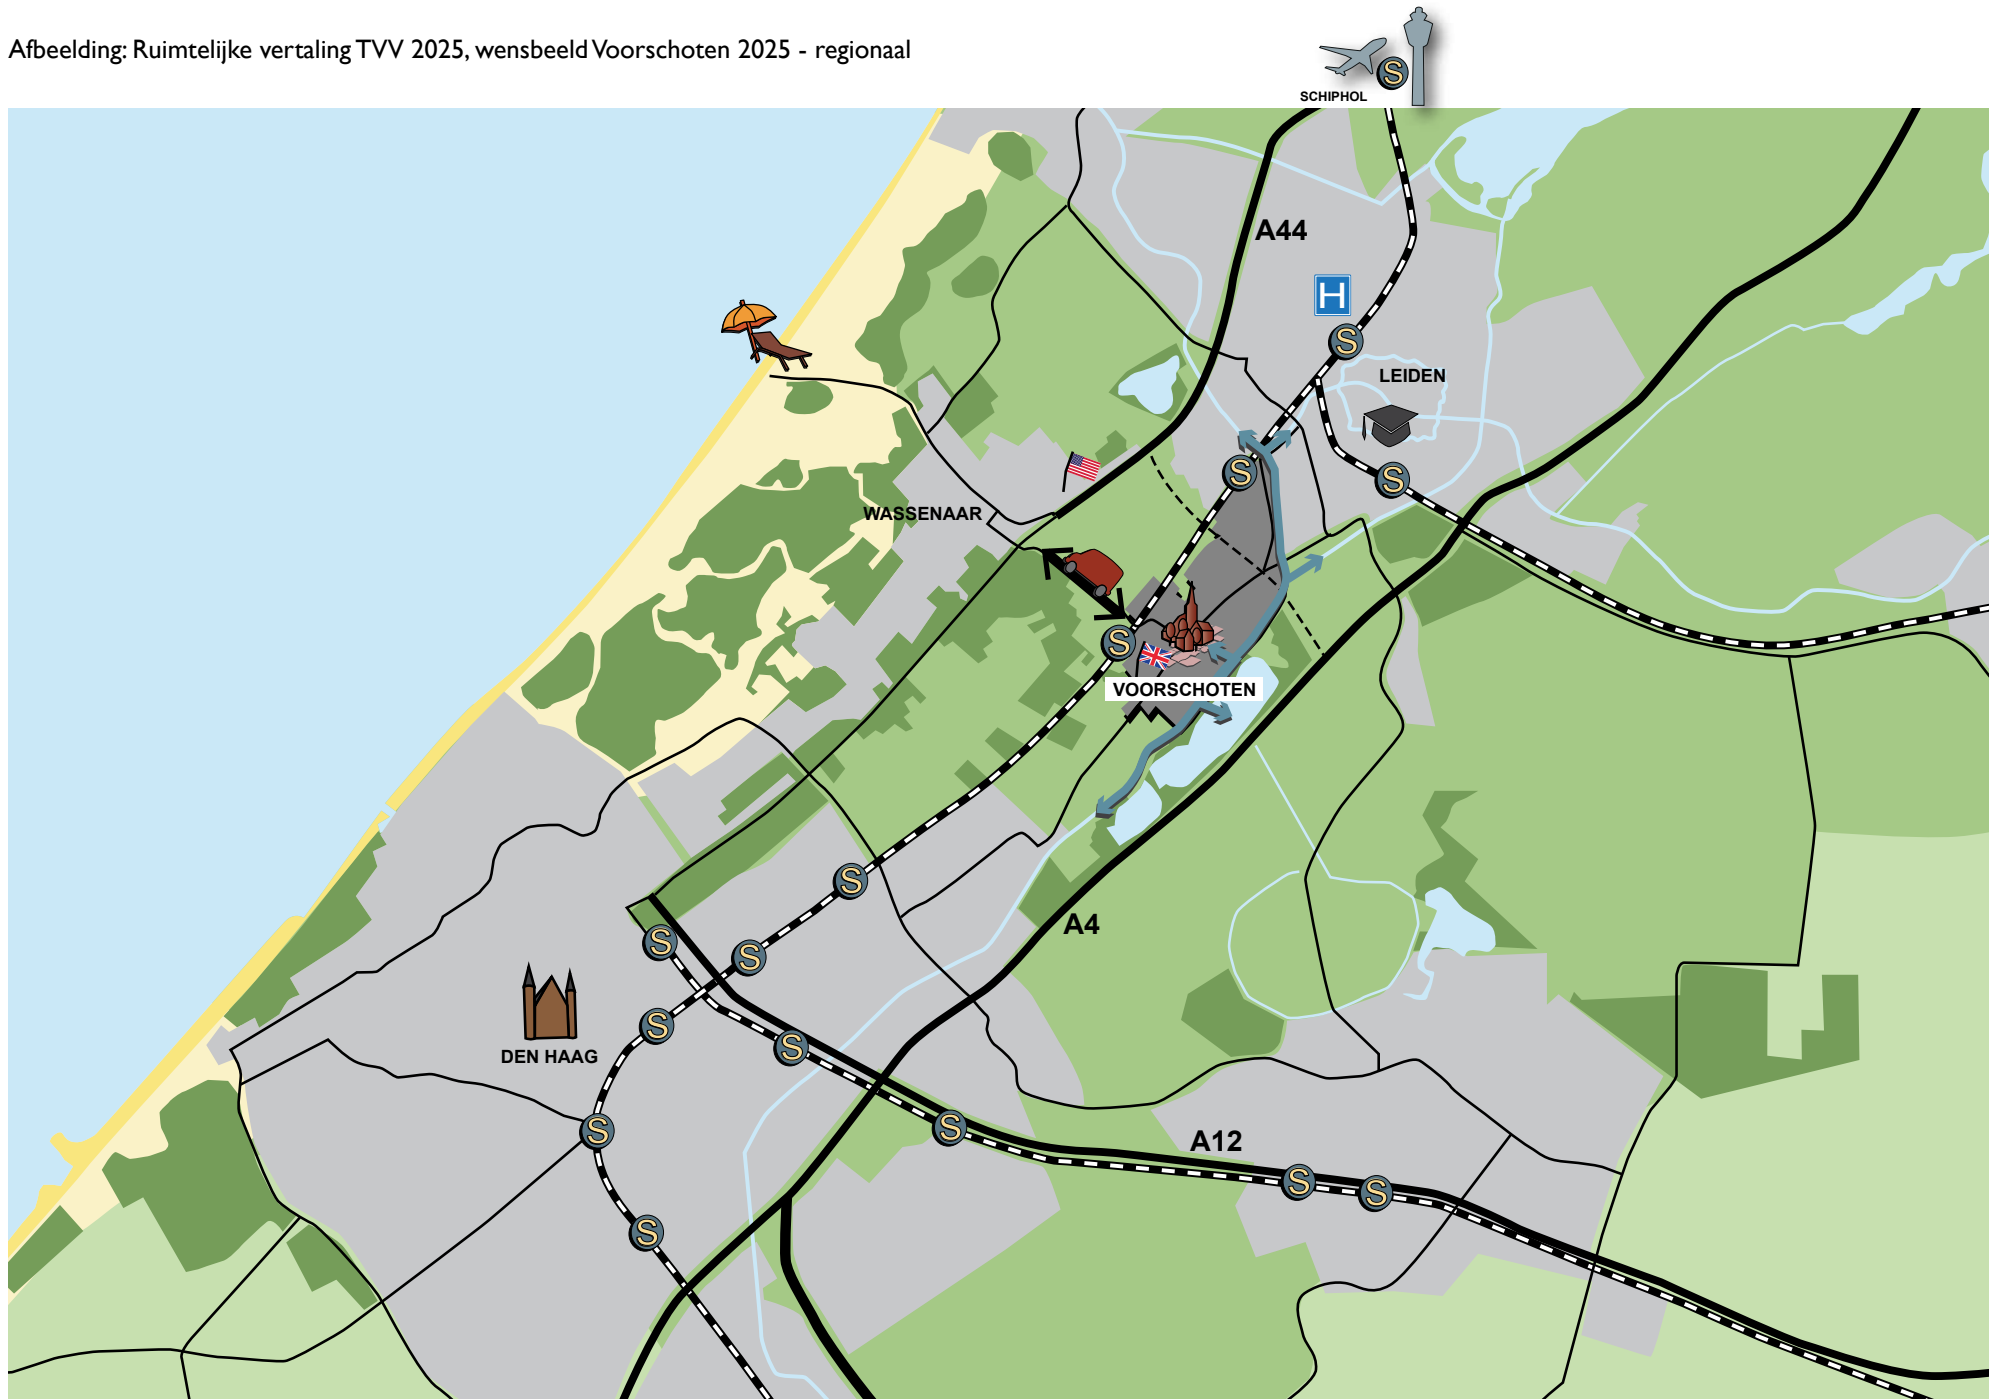 Afbeelding: Ruimtelijke vertaling TVV 2025, wensbeeld Voorschoten 2025 - regionaal
S
SCHIPHOL
A44
H
S
LEIDEN
S
S
WASSENAAR
S
VOORSCHOTEN
S
A4
S
S
DEN HAAG
S
S
S
S
A12
S
S
S